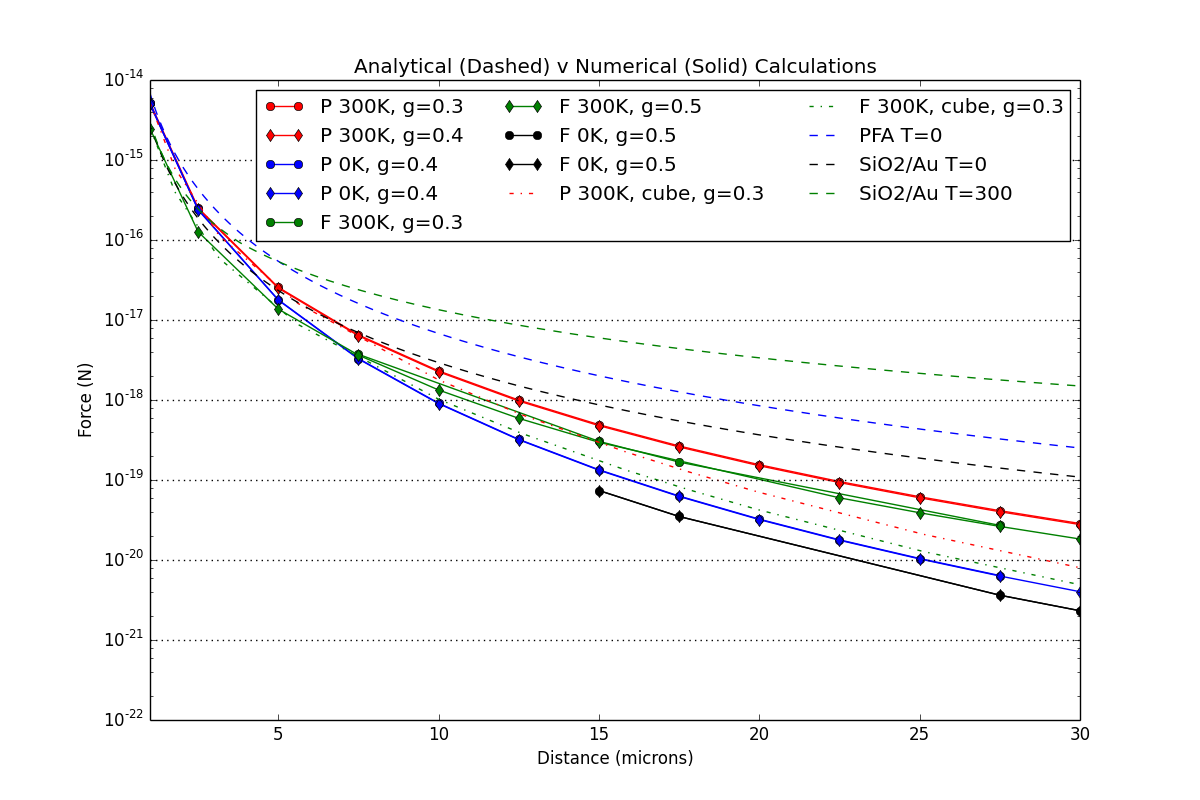 Analytical (Dashed) v Numerical (Solid) Calculations
P 300K, g=0.3
P 300K, g=0.4
P 0K, g=0.4
P 0K, g=0.4
F 300K, g=0.3
F 300K, g=0.5
F 0K, g=0.5
F 0K, g=0.5
P 300K, cube, g=0.3
F 300K, cube, g=0.3
PFA T=0
SiO2/Au T=0
SiO2/Au T=300
10^-14
10^-15
10^-16
10^-17
10^-18
10^-19
10^-20
10^-21
10^-22
Force (N)
5 10 15 20 25 30
Distance (microns)